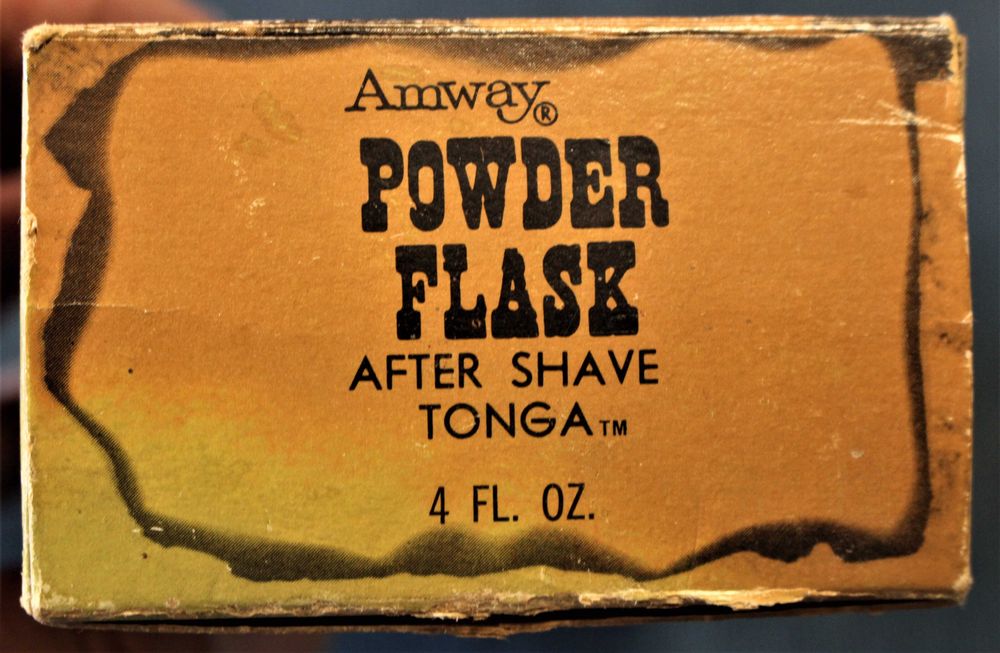 Amway®
POWDER
FLASK
AFTER SHAVE
TONGA™
4 FL. OZ.